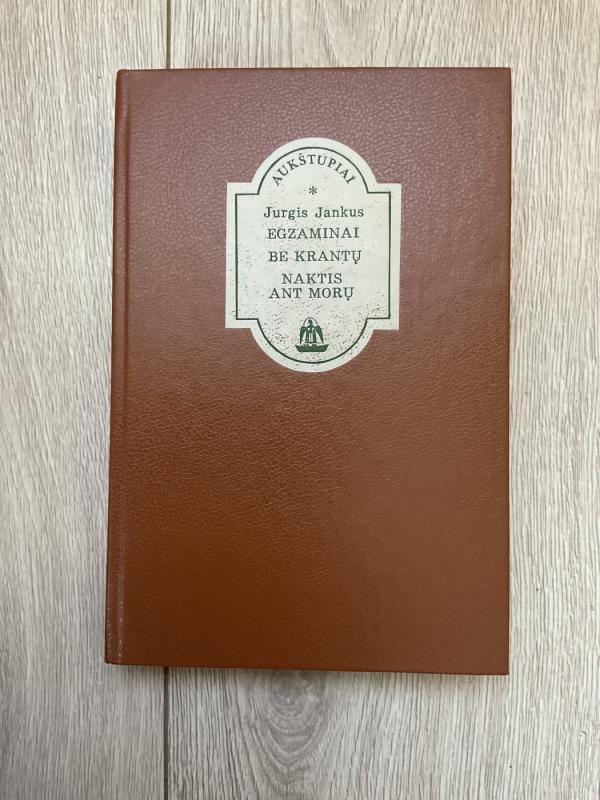 AUKŠTUPIAI
*
Jurgis Jankus
EGZAMINAI
BE KRANTŲ
NAKTIS
ANT MORŲ